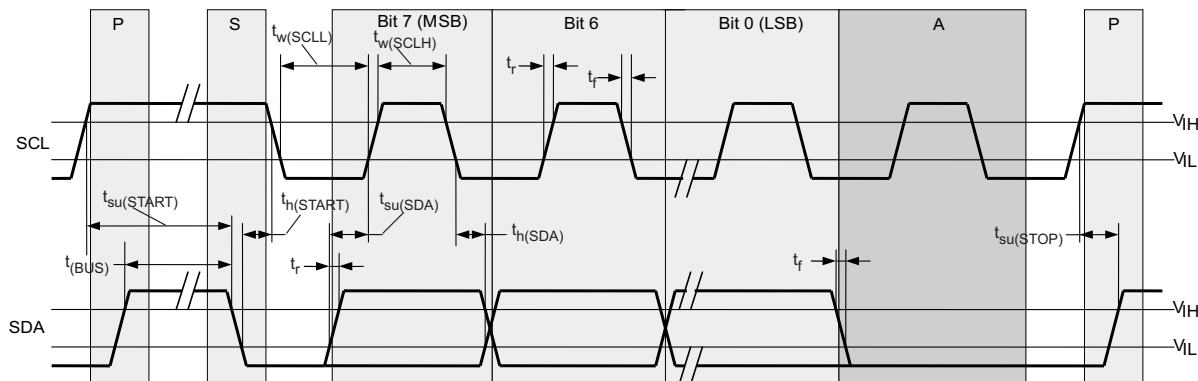 P
S
Bit 7 (MSB)
Bit 6
Bit 0 (LSB)
A
P
tw(SCLL)
tw(SCLH)
tr
tf
SCL
VIH
VIL
tsu(START)
th(START)
tsu(SDA)
th(SDA)
tsu(STOP)
t(BUS)
tr
tf
SDA
VIH
VIL